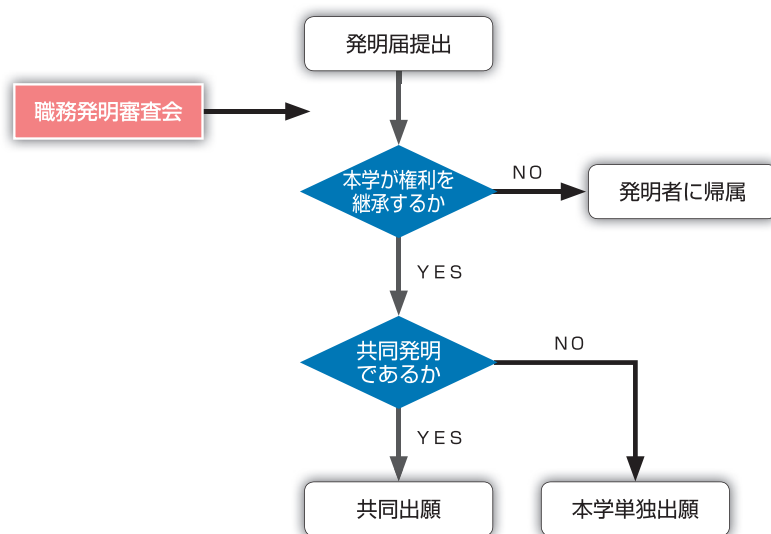 発明届提出
職務発明審査会
本学が権利を
継承するか
NO
発明者に帰属
YES
共同発明
であるか
NO
YES
共同出願
本学単独出願